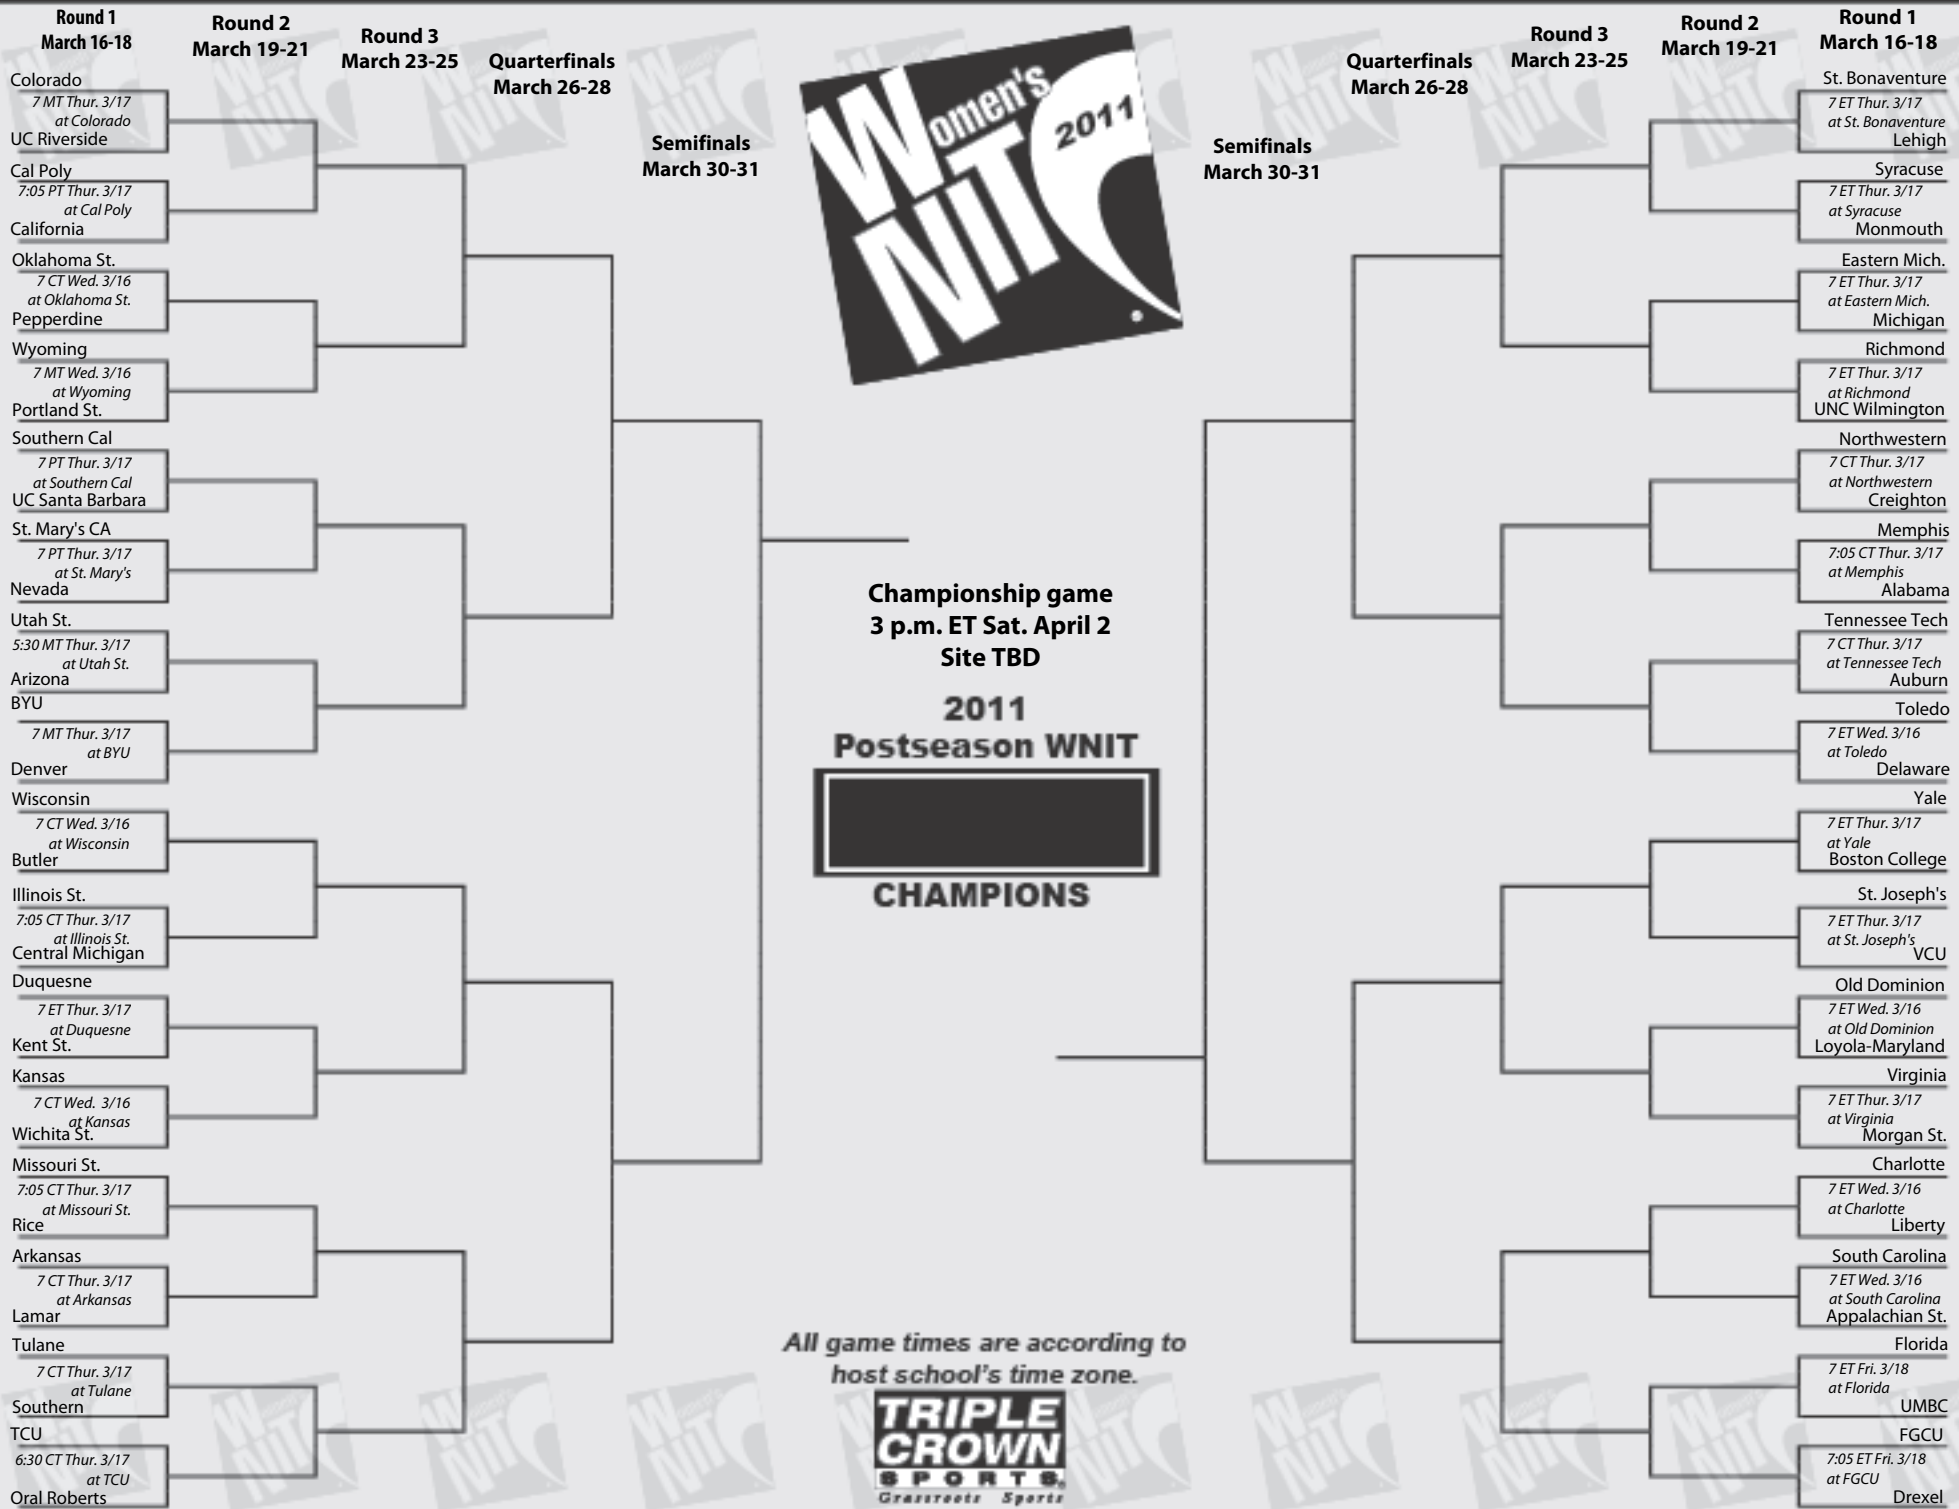 Round 1
March 16-18
Round 2
March 19-21
Round 3
March 23-25
Quarterfinals
March 26-28
Semifinals
March 30-31
Colorado
7 MT Thur. 3/17
at Colorado
UC Riverside
Cal Poly
7:05 PT Thur. 3/17
at Cal Poly
California
Oklahoma St.
7 CT Wed. 3/16
at Oklahoma St.
Pepperdine
Wyoming
7 MT Wed. 3/16
at Wyoming
Portland St.
Southern Cal
7 PT Thur. 3/17
at Southern Cal
UC Santa Barbara
St. Mary's CA
7 PT Thur. 3/17
at St. Mary's
Nevada
Utah St.
5:30 MT Thur. 3/17
at Utah St.
Arizona
BYU
7 MT Thur. 3/17
at BYU
Denver
Wisconsin
7 CT Wed. 3/16
at Wisconsin
Butler
Illinois St.
7:05 CT Thur. 3/17
at Illinois St.
Central Michigan
Duquesne
7 ET Thur. 3/17
at Duquesne
Kent St.
Kansas
7 CT Wed. 3/16
at Kansas
Wichita St.
Missouri St.
7:05 CT Thur. 3/17
at Missouri St.
Rice
Arkansas
7 CT Thur. 3/17
at Arkansas
Lamar
Tulane
7 CT Thur. 3/17
at Tulane
Southern
TCU
6:30 CT Thur. 3/17
at TCU
Oral Roberts
Women's
NIT
2011
Championship game
3 p.m. ET Sat. April 2
Site TBD
2011
Postseason WNIT
CHAMPIONS
All game times are according to
host school's time zone.
TRIPLE
CROWN
SPORTS
Grassroots Sports
Semifinals
March 30-31
Quarterfinals
March 26-28
Round 3
March 23-25
Round 2
March 19-21
Round 1
March 16-18
St. Bonaventure
7 ET Thur. 3/17
at St. Bonaventure
Lehigh
Syracuse
7 ET Thur. 3/17
at Syracuse
Monmouth
Eastern Mich.
7 ET Thur. 3/17
at Eastern Mich.
Michigan
Richmond
7 ET Thur. 3/17
at Richmond
UNC Wilmington
Northwestern
7 CT Thur. 3/17
at Northwestern
Creighton
Memphis
7:05 CT Thur. 3/17
at Memphis
Alabama
Tennessee Tech
7 CT Thur. 3/17
at Tennessee Tech
Auburn
Toledo
7 ET Wed. 3/16
at Toledo
Delaware
Yale
7 ET Thur. 3/17
at Yale
Boston College
St. Joseph's
7 ET Thur. 3/17
at St. Joseph's
VCU
Old Dominion
7 ET Wed. 3/16
at Old Dominion
Loyola-Maryland
Virginia
7 ET Thur. 3/17
at Virginia
Morgan St.
Charlotte
7 ET Wed. 3/16
at Charlotte
Liberty
South Carolina
7 ET Wed. 3/16
at South Carolina
Appalachian St.
Florida
7 ET Fri. 3/18
at Florida
UMBC
FGCU
7:05 ET Fri. 3/18
at FGCU
Drexel